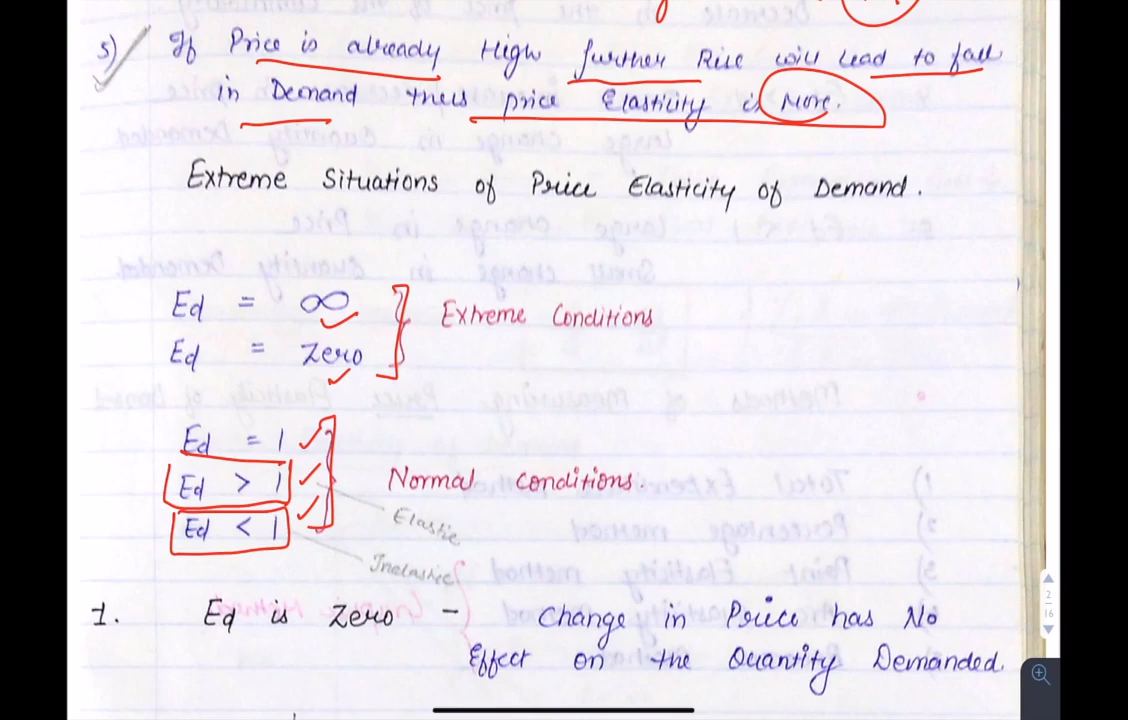 5) If Price is already High further Rise will lead to fall
in Demand thus price Elasticity is More.
Extreme Situations of Price Elasticity of Demand.
Ed = ∞
Extreme Conditions
Ed = Zero
Ed = 1
Ed > 1
Normal conditions.
Elastic
Ed < 1
Inelastic
1. Ed is Zero - Change in Price has No
Effect on the Quantity Demanded.
2
16